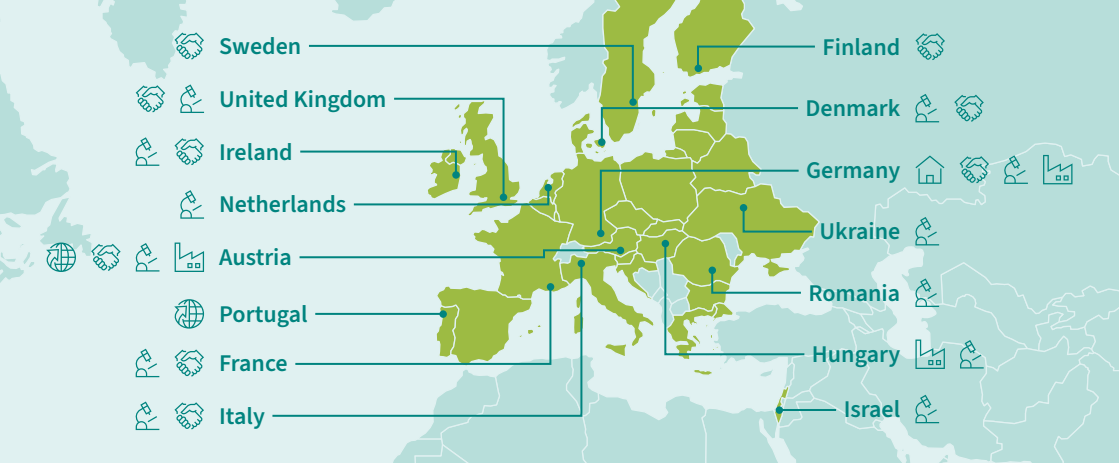 Sweden
United Kingdom
Ireland
Netherlands
Austria
Portugal
France
Italy
Finland
Denmark
Germany
Ukraine
Romania
Hungary
Israel